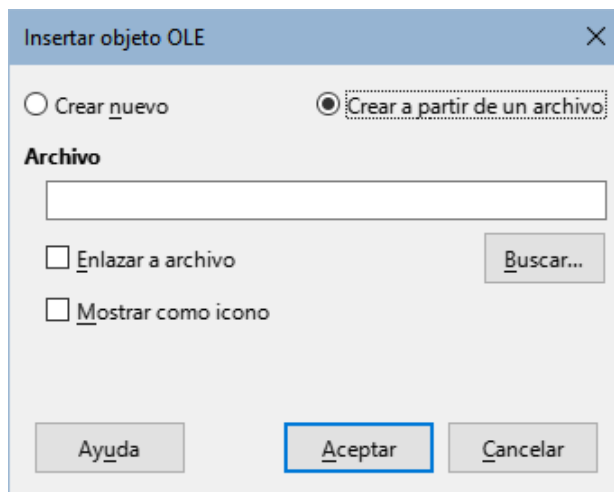 Insertar objeto OLE
Crear nuevo Crear a partir de un archivo
Archivo
Enlazar a archivo Buscar...
Mostrar como icono
Ayuda Aceptar Cancelar